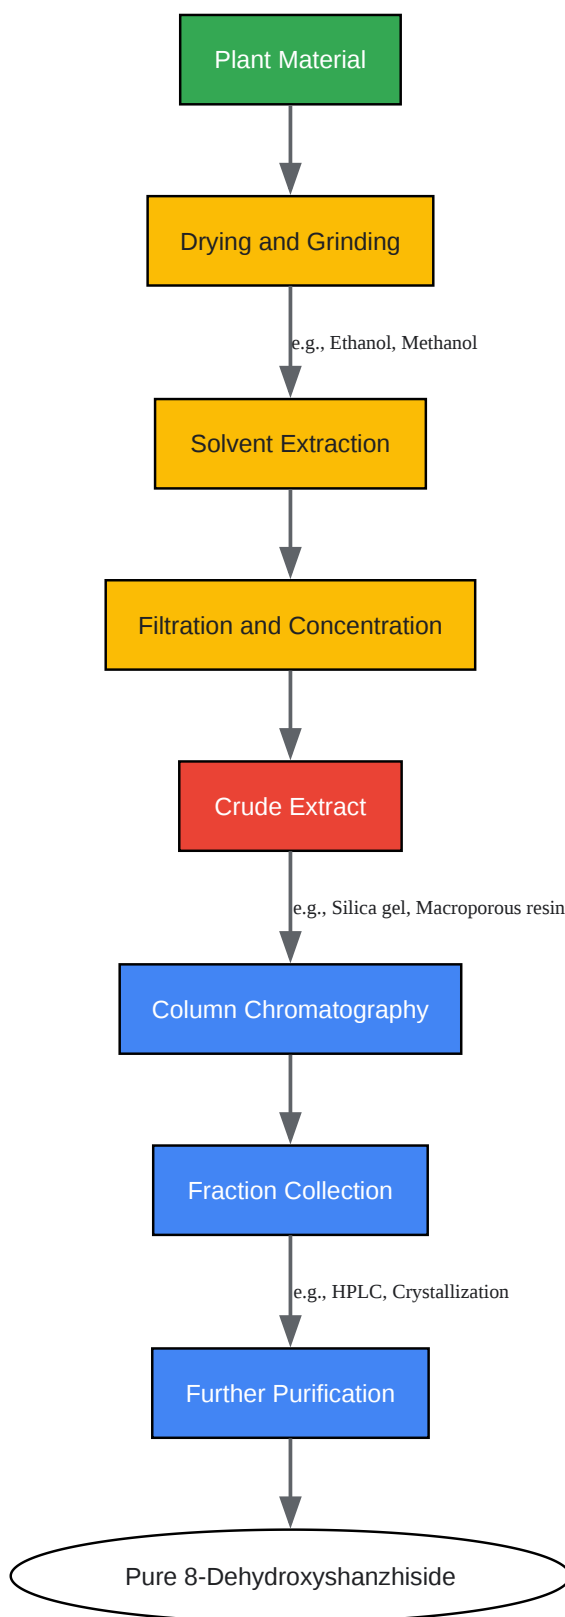 Plant Material
Drying and Grinding
e.g., Ethanol, Methanol
Solvent Extraction
Filtration and Concentration
Crude Extract
e.g., Silica gel, Macroporous resin
Column Chromatography
Fraction Collection
e.g., HPLC, Crystallization
Further Purification
Pure 8-Dehydroxyshanzhiside